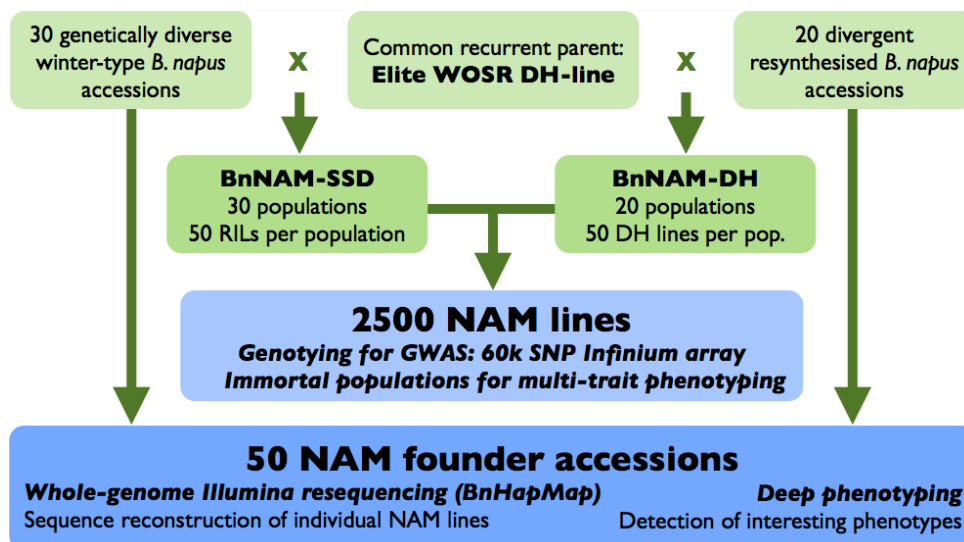 30 genetically diverse
winter-type B. napus
accessions
x
Common recurrent parent:
Elite WOSR DH-line
x
20 divergent
resynthesised B. napus
accessions
BnNAM-SSD
30 populations
50 RILs per population
BnNAM-DH
20 populations
50 DH lines per pop.
2500 NAM lines
Genotying for GWAS: 60k SNP Infinium array
Immortal populations for multi-trait phenotyping
50 NAM founder accessions
Whole-genome Illumina resequencing (BnHapMap)
Sequence reconstruction of individual NAM lines
Deep phenotyping
Detection of interesting phenotypes